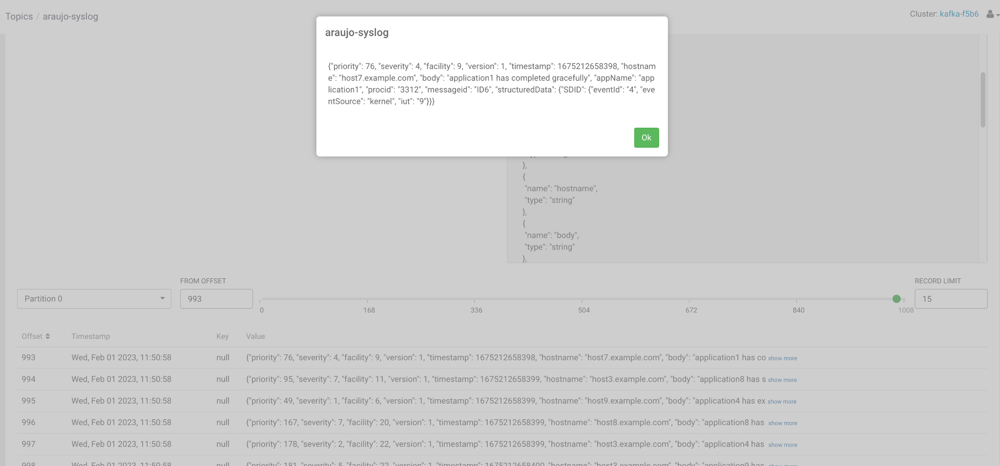 Topics / araujo-syslog
Cluster: kafka-f5b6
araujo-syslog
{"priority": 76, "severity": 4, "facility": 9, "version": 1, "timestamp": 1675212658398, "hostnam
e": "host7.example.com", "body": "application1 has completed gracefully", "appName": "app
lication1", "procid": "3312", "messageid": "ID6", "structuredData": {"SDID": {"eventId": "4", "eve
ntSource": "kernel", "iut": "9"}}}
Ok
},
{
"name": "hostname",
"type": "string"
},
{
"name": "body",
"type": "string"
},
FROM OFFSET
RECORD LIMIT
Partition 0
993
15
0 168 336 504 672 840 1008
Offset Timestamp Key Value
993 Wed, Feb 01 2023, 11:50:58 null {"priority": 76, "severity": 4, "facility": 9, "version": 1, "timestamp": 1675212658398, "hostname": "host7.example.com", "body": "application1 has co show more
994 Wed, Feb 01 2023, 11:50:58 null {"priority": 95, "severity": 7, "facility": 11, "version": 1, "timestamp": 1675212658399, "hostname": "host3.example.com", "body": "application8 has s show more
995 Wed, Feb 01 2023, 11:50:58 null {"priority": 49, "severity": 1, "facility": 6, "version": 1, "timestamp": 1675212658399, "hostname": "host9.example.com", "body": "application4 has ex show more
996 Wed, Feb 01 2023, 11:50:58 null {"priority": 167, "severity": 7, "facility": 20, "version": 1, "timestamp": 1675212658399, "hostname": "host8.example.com", "body": "application8 has show more
997 Wed, Feb 01 2023, 11:50:58 null {"priority": 178, "severity": 2, "facility": 22, "version": 1, "timestamp": 1675212658399, "hostname": "host3.example.com", "body": "application4 has show more
998 Wed, Feb 01 2023, 11:50:58 null {"priority": 181, "severity": 5, "facility": 22, "version": 1, "timestamp": 1675212658400, "hostname": "host3.example.com", "body": "application9 has show more